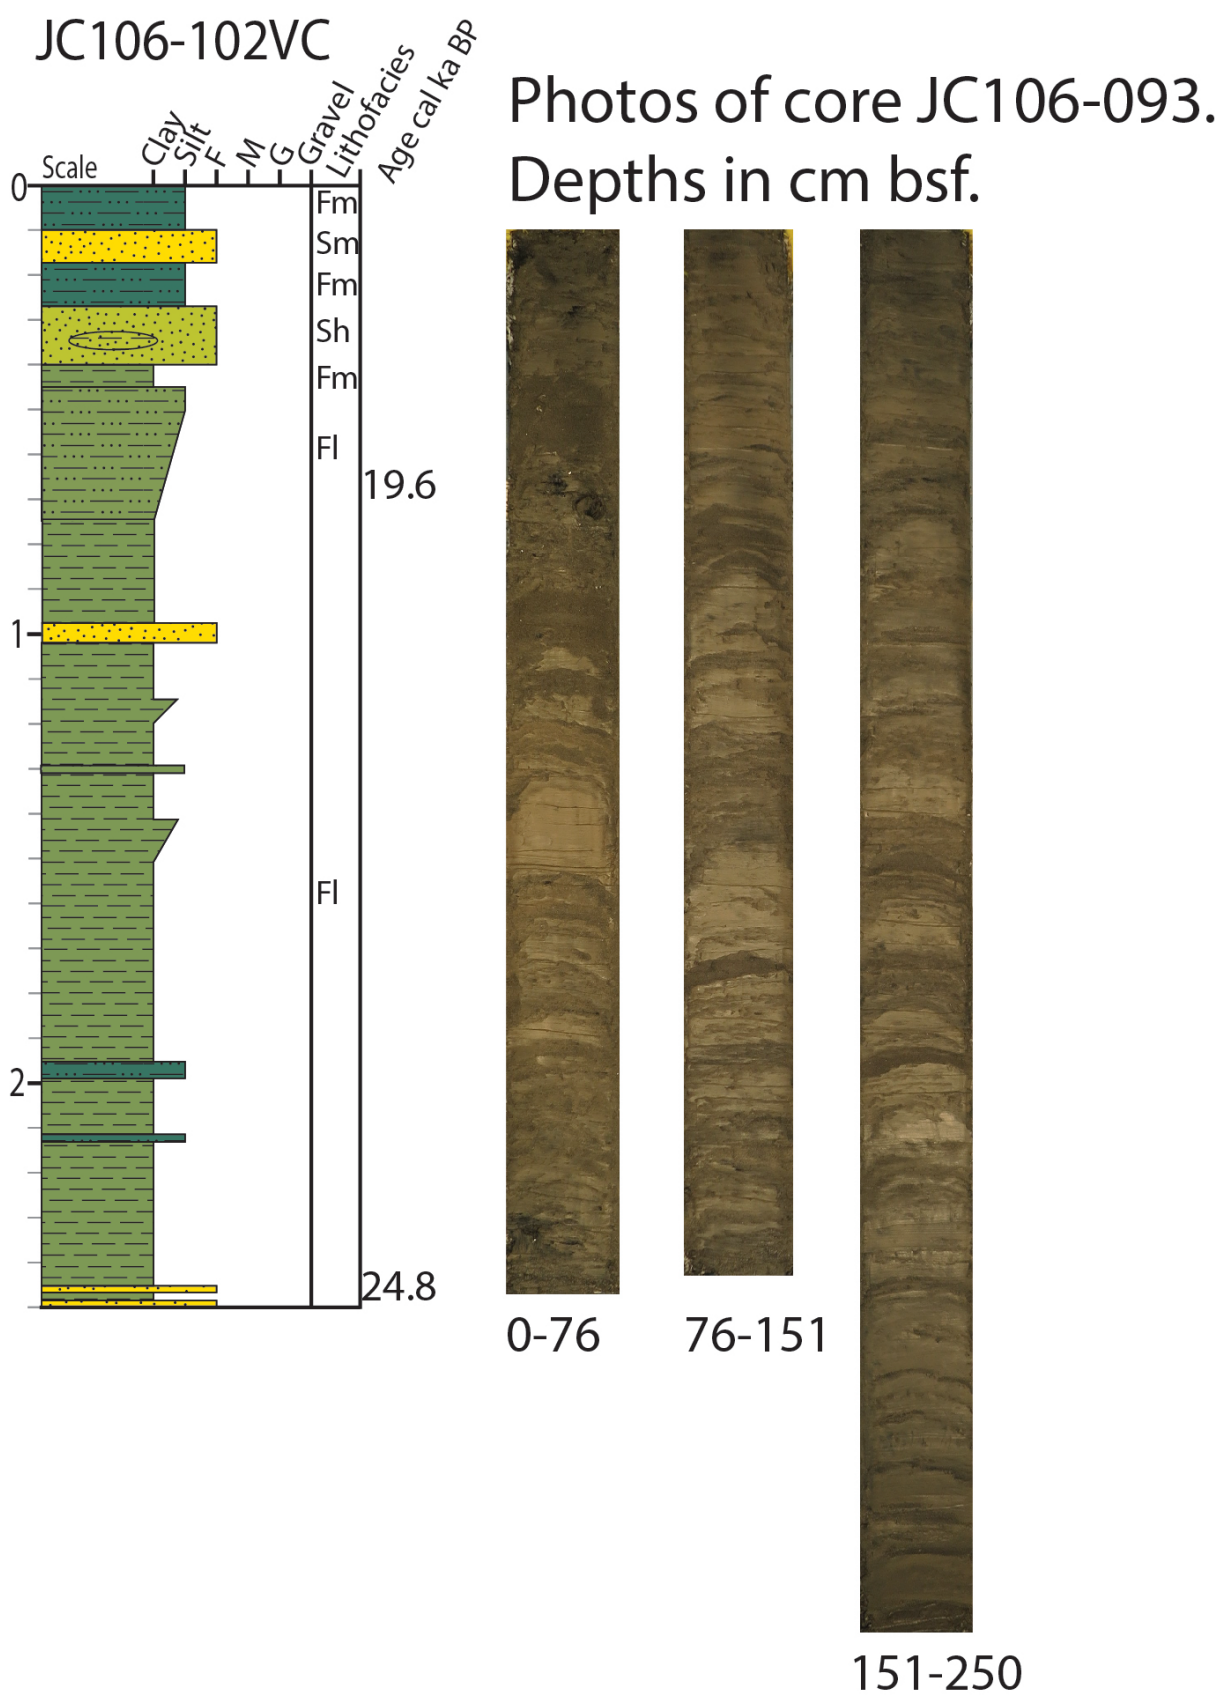 JC106-102VC
Photos of core JC106-093.
Depths in cm bsf.
Scale
Clay
Silt
F
M
G
Gravel
Lithofacies
Age cal ka BP
0
Fm
Sm
Fm
Sh
Fm
Fl
19.6
1
Fl
2
24.8
0-76
76-151
151-250